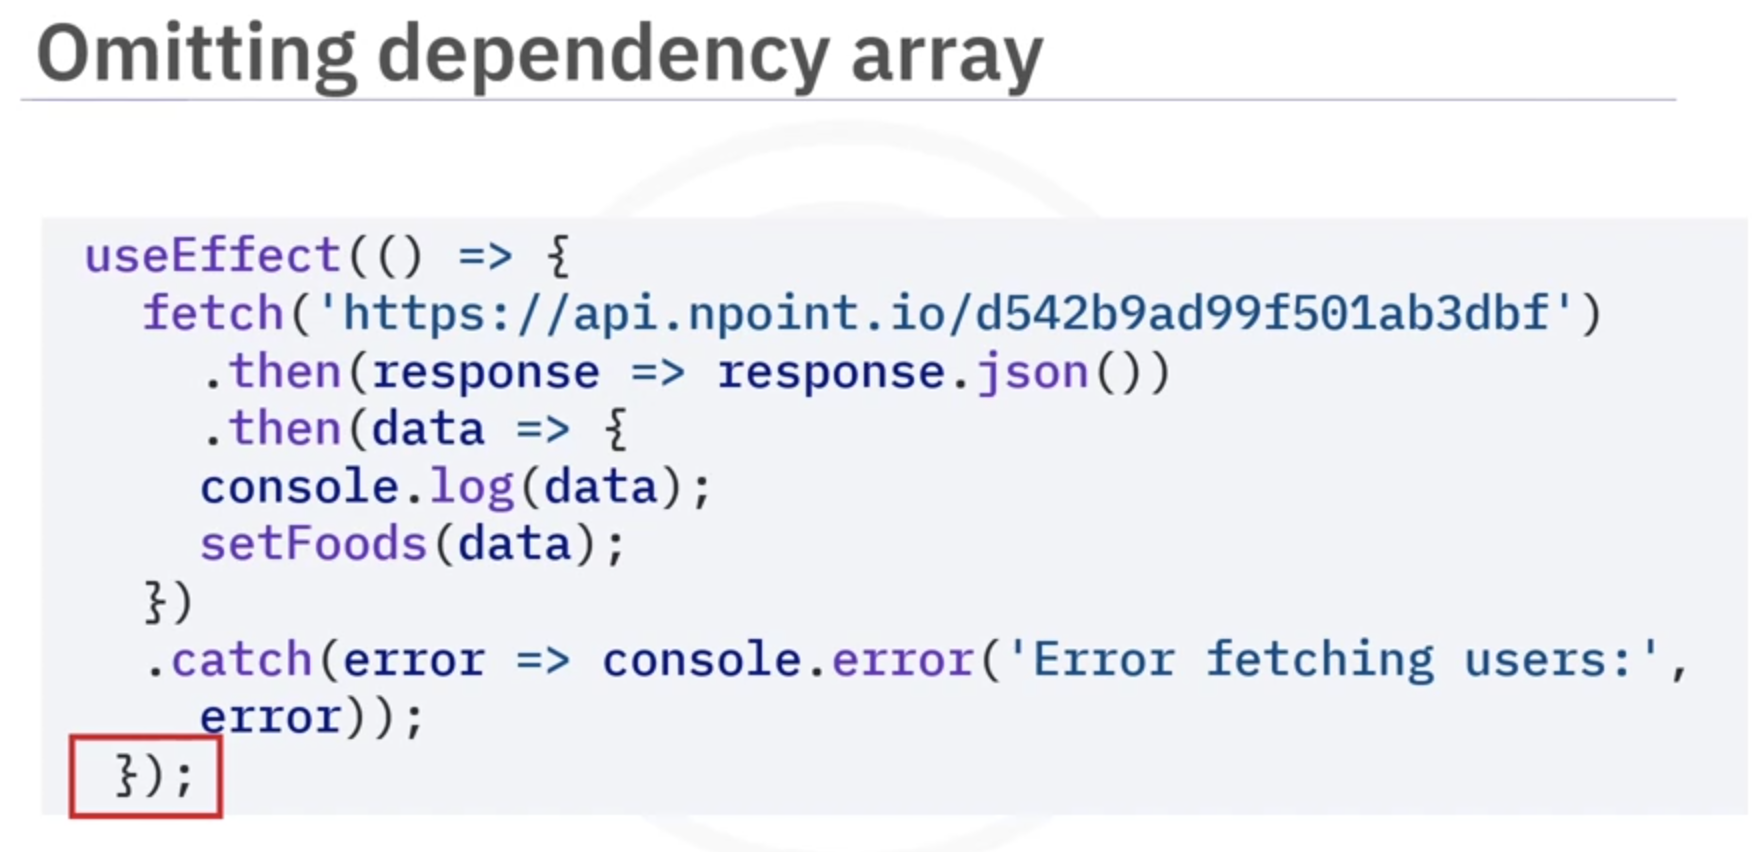 Omitting dependency array
useEffect(() => {
fetch('https://api.npoint.io/d542b9ad99f501ab3dbf')
.then(response => response.json())
.then(data => {
console.log(data);
setFoods(data);
})
.catch(error => console.error('Error fetching users:',
error));
});